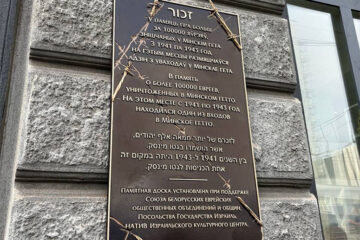 זכור
У ПАМЯЦЬ ПРА БОЛЬШ
ЗА 100000 ЯЎРЭЯЎ,
ЗНІШЧАНЫХ У МІНСКІМ ГЕТА
З 1941 ПА 1943 ГОД.
НА ГЭТЫМ МЕСЦЫ РАЗМЯШЧАЎСЯ
АДЗІН З УВАХОДАЎ У МІНСКАЕ ГЕТА.
В ПАМЯТЬ
О БОЛЕЕ 100000 ЕВРЕЕВ,
УНИЧТОЖЕННЫХ В МИНСКОМ ГЕТТО
НА ЭТОМ МЕСТЕ С 1941 ПО 1943 ГОД
НАХОДИЛСЯ ОДИН ИЗ ВХОДОВ
В МИНСКОЕ ГЕТТО.
לזכרם של יותר ממאה אלף יהודים,
אשר הושמדו בגטו מינסק.
בין השנים 1941 ל-1943 היתה במקום זה
אחת הכניסות לגטו מינסק.
ПАМЯТНАЯ ДОСКА УСТАНОВЛЕНА ПРИ ПОДДЕРЖКЕ
СОЮЗА БЕЛОРУССКИХ ЕВРЕЙСКИХ
ОБЩЕСТВЕННЫХ ОБЪЕДИНЕНИЙ И ОБЩИН,
ПОСОЛЬСТВА ГОСУДАРСТВА ИЗРАИЛЬ,
НАТИВ ИЗРАИЛЬСКОГО КУЛЬТУРНОГО ЦЕНТРА.